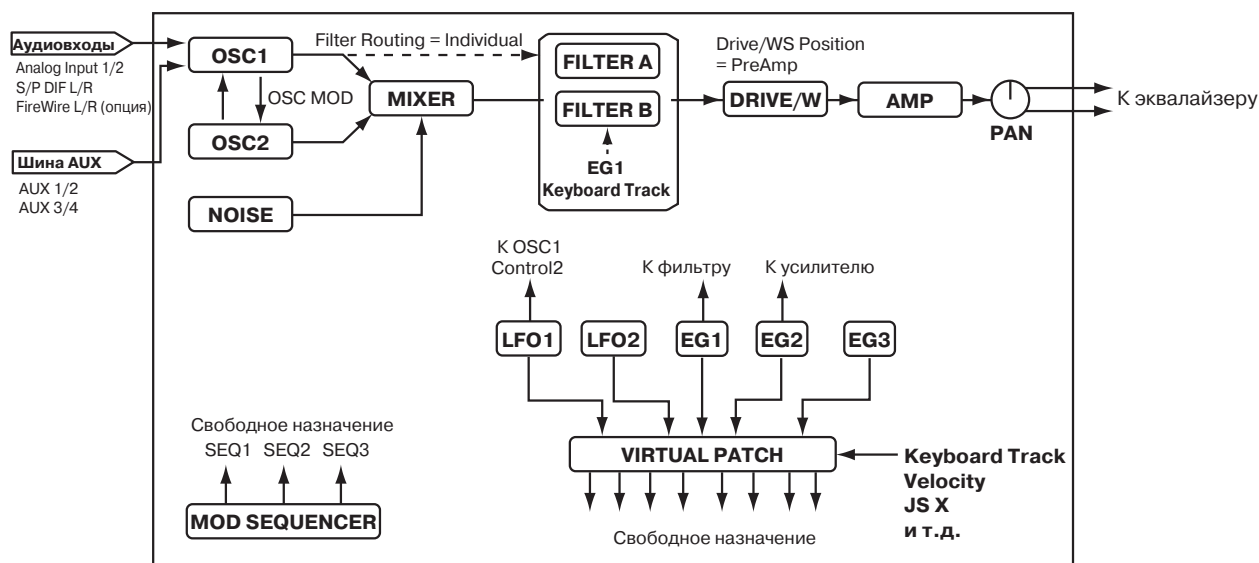 Аудиовходы
Analog Input 1/2
S/P DIF L/R
FireWire L/R (опция)
Шина AUX
AUX 1/2
AUX 3/4
OSC1
OSC MOD
OSC2
NOISE
Filter Routing = Individual
MIXER
FILTER A
FILTER B
EG1
Keyboard Track
Drive/WS Position
= PreAmp
DRIVE/W
AMP
PAN
К эквалайзеру
К OSC1
Control2
К фильтру
К усилителю
LFO1
LFO2
EG1
EG2
EG3
VIRTUAL PATCH
Keyboard Track
Velocity
JS X
и т.д.
Свободное назначение
Свободное назначение
SEQ1 SEQ2 SEQ3
MOD SEQUENCER